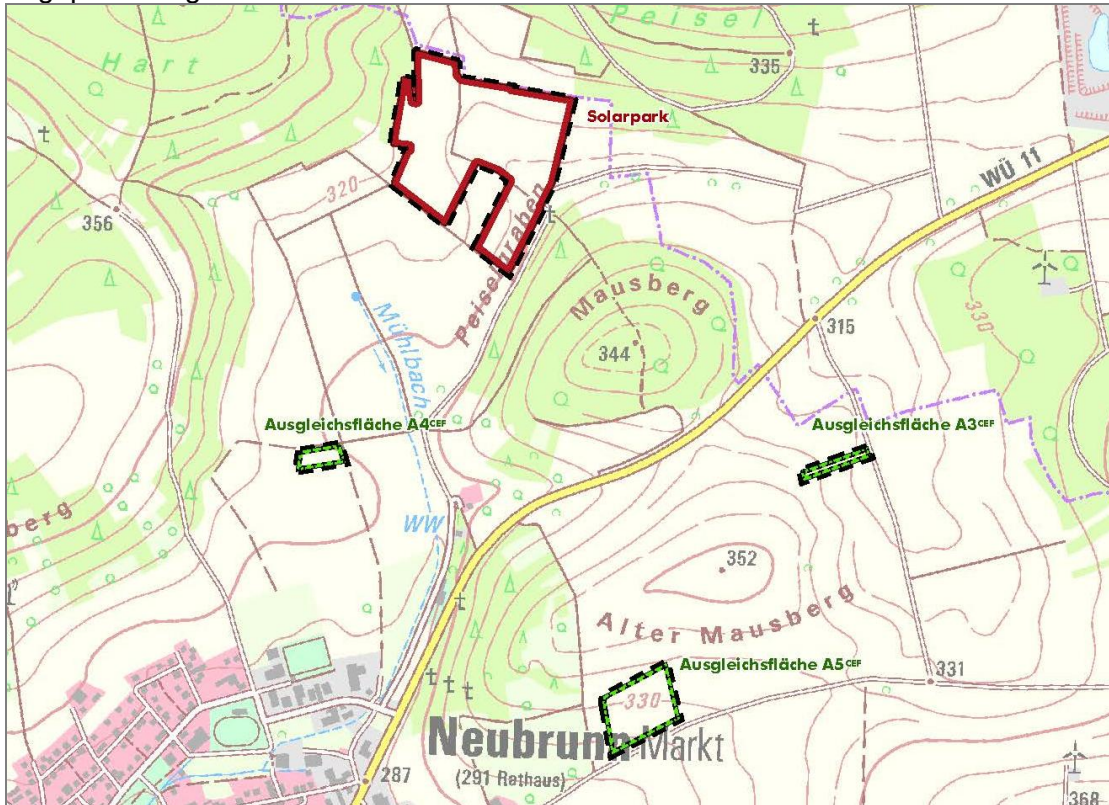 Peisel
Hart
335
Solarpark
WÜ 11
320
356
Peiselgraben
Mausberg
330
315
Mühlbach
344
Ausgleichsfläche A4CEF
Ausgleichsfläche A3CEF
berg
WW
352
Alter Mausberg
Ausgleichsfläche A5CEF
331
330
Neubrunn Markt
287
(291 Rathaus)
368